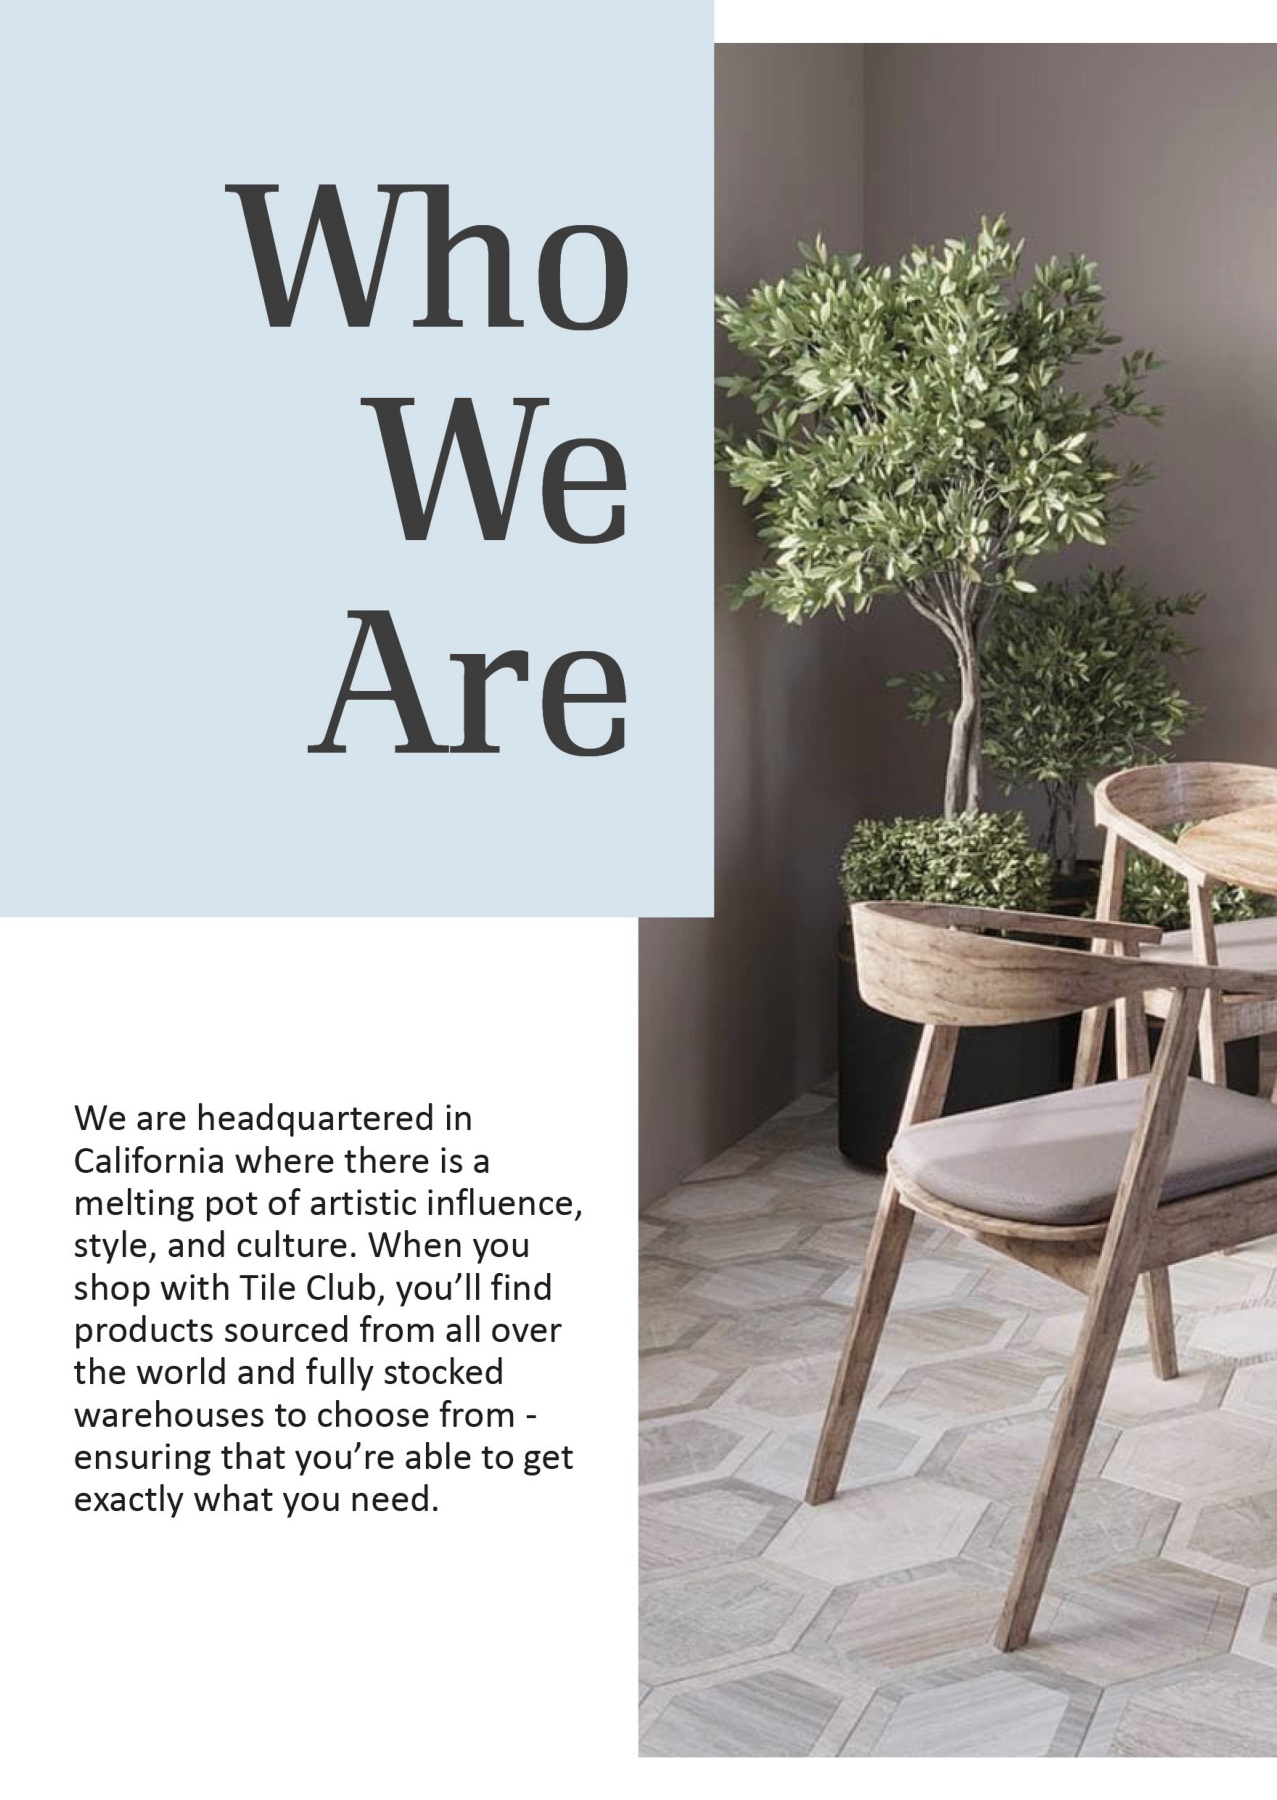 Who
We
Are
We are headquartered in
California where there is a
melting pot of artistic influence,
style, and culture. When you
shop with Tile Club, you’ll find
products sourced from all over
the world and fully stocked
warehouses to choose from -
ensuring that you’re able to get
exactly what you need.